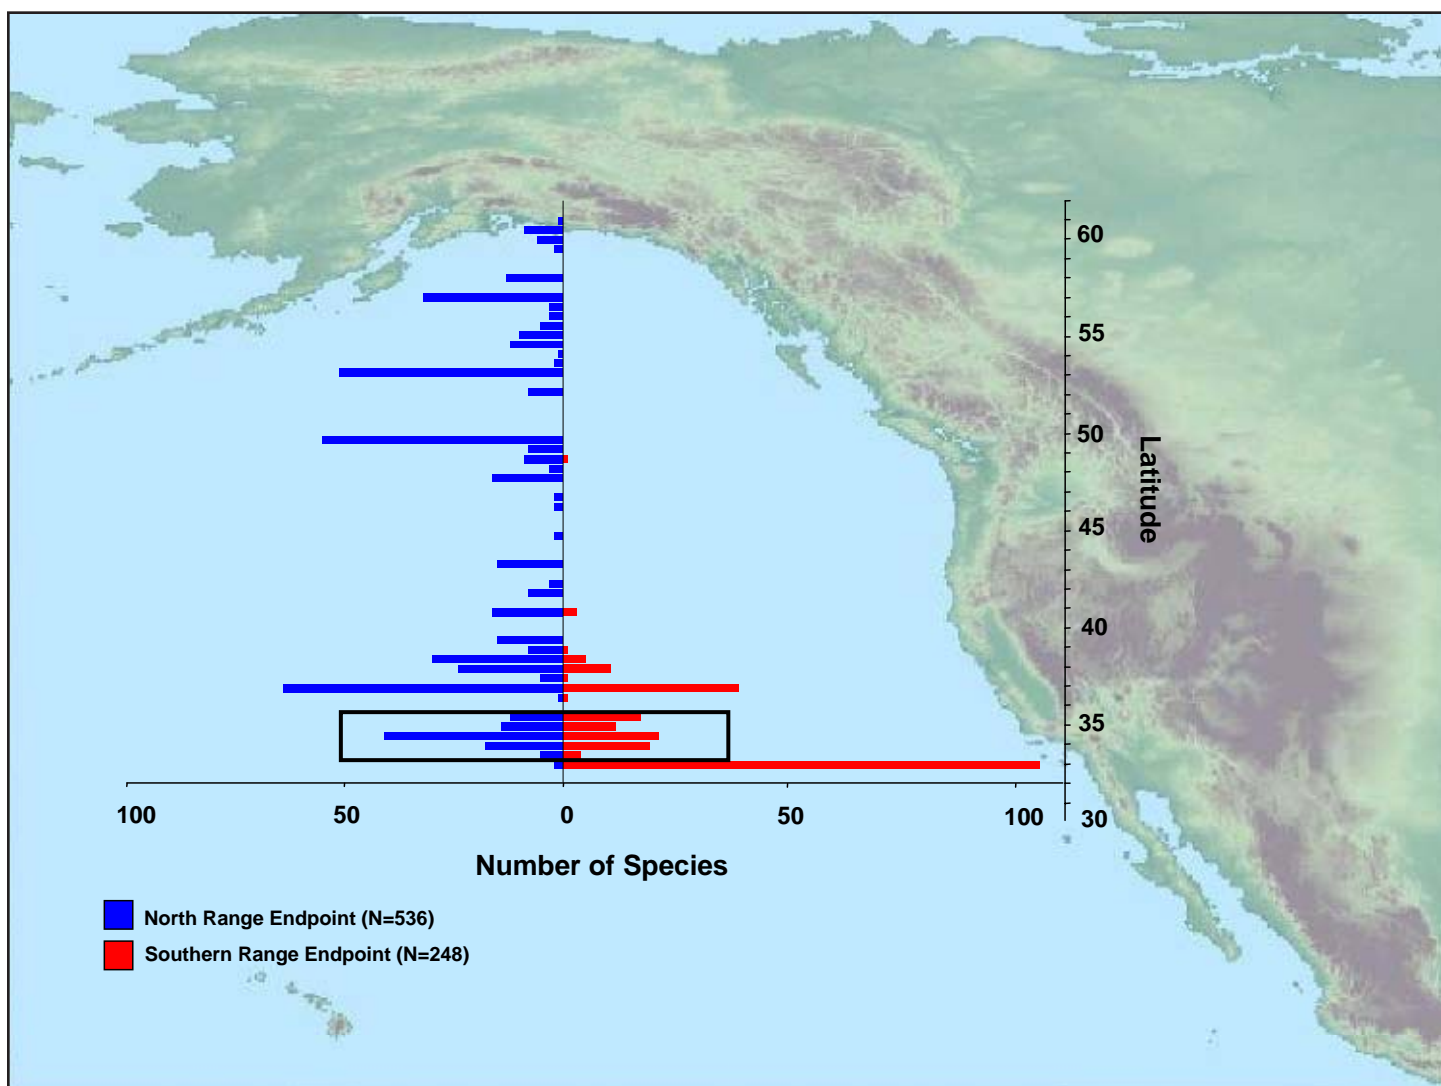 60
55
50
Latitude
45
40
35
30
100 50 0 50 100
Number of Species
North Range Endpoint (N=536)
Southern Range Endpoint (N=248)